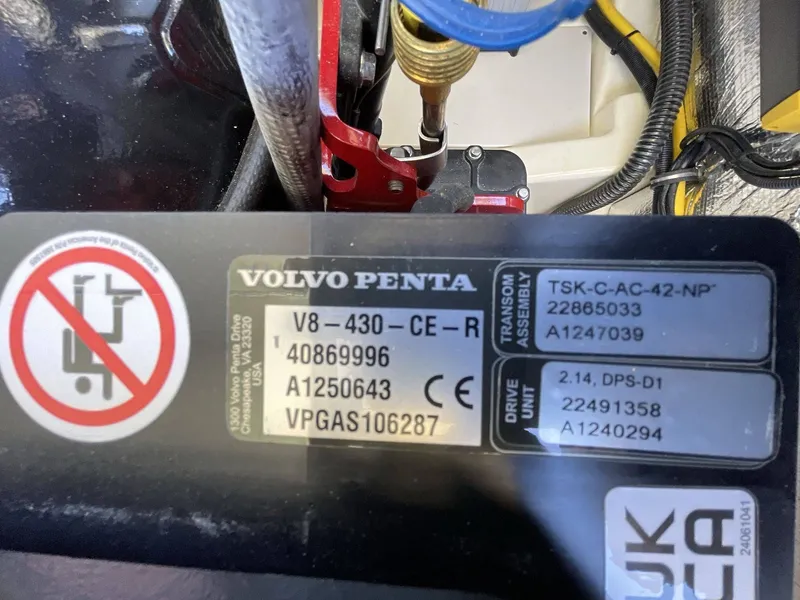 VOLVO PENTA
V8-430-CE-R
40869996
A1250643
CE
VPGAS106287
1300 Volvo Penta Drive
Chesapeake, VA 23320
USA
TRANSOM
ASSEMBLY
TSK-C-AC-42-NP
22865033
A1247039
DRIVE
UNIT
2.14, DPS-D1
22491358
A1240294
UK
CA
24061041